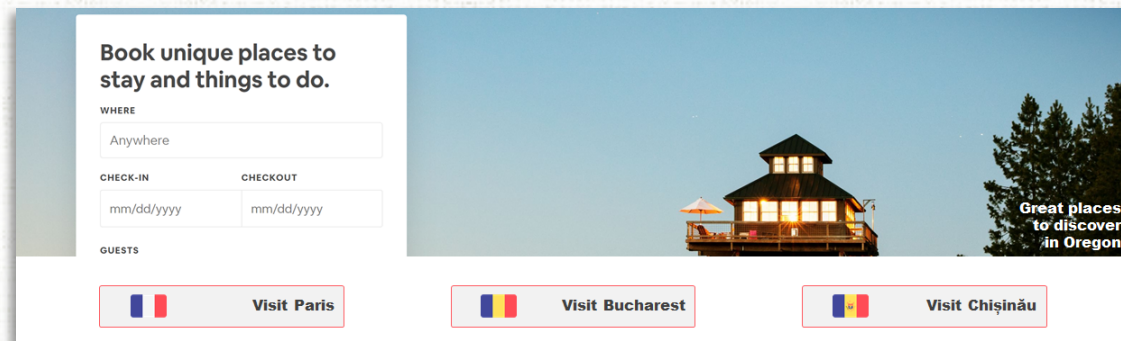 Book unique places to
stay and things to do.
WHERE
Anywhere
CHECK-IN
CHECKOUT
mm/dd/yyyy
mm/dd/yyyy
GUESTS
Great places
to discover
in Oregon
Visit Paris
Visit Bucharest
Visit Chișinău